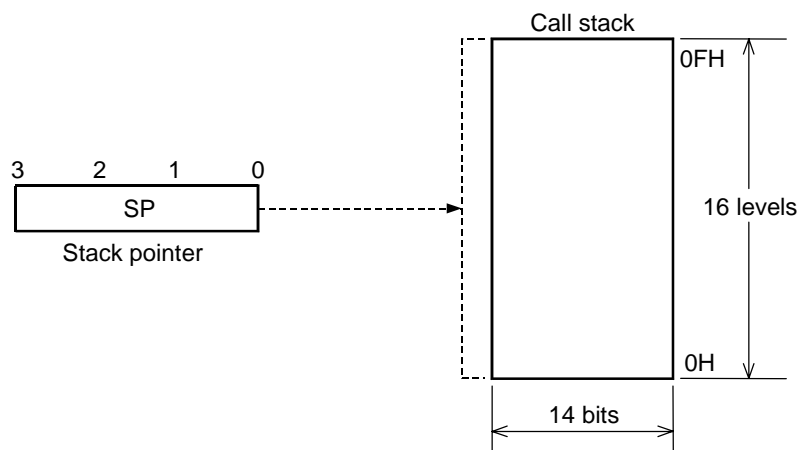 Call stack
0FH
3 2 1 0
SP
Stack pointer
16 levels
0H
14 bits